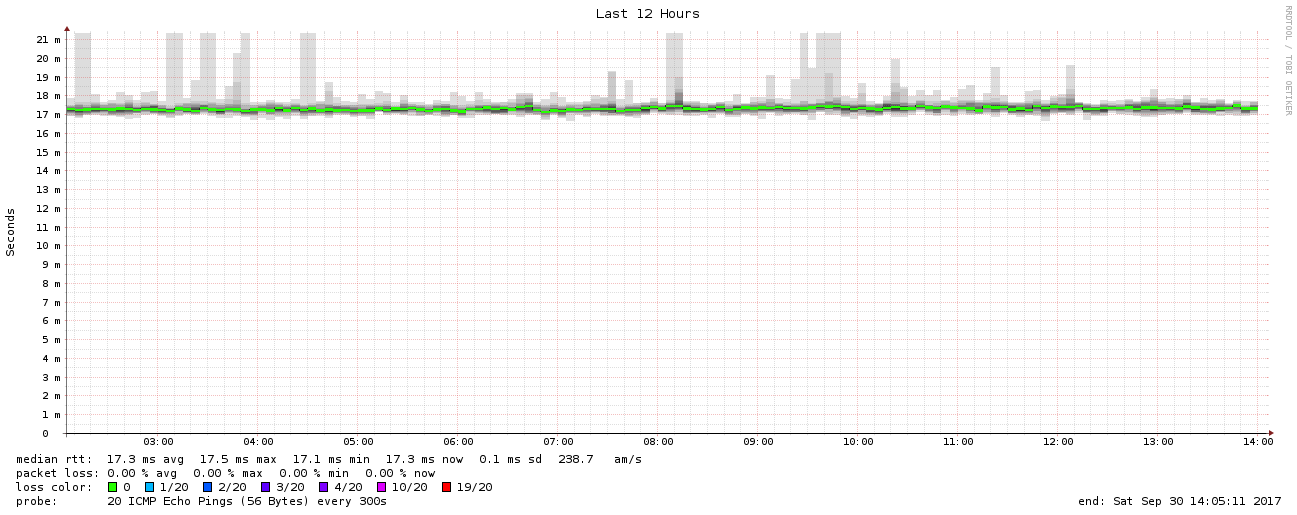 Last 12 Hours
RRDTOOL / TOBI OETIKER
21 m
20 m
19 m
18 m
17 m
16 m
15 m
14 m
13 m
12 m
11 m
10 m
9 m
8 m
7 m
6 m
5 m
4 m
3 m
2 m
1 m
0
Seconds
03:00 04:00 05:00 06:00 07:00 08:00 09:00 10:00 11:00 12:00 13:00 14:00
median rtt: 17.3 ms avg 17.5 ms max 17.1 ms min 17.3 ms now 0.1 ms sd 238.7 am/s
packet loss: 0.00 % avg 0.00 % max 0.00 % min 0.00 % now
loss color: 0 1/20 2/20 3/20 4/20 10/20 19/20
probe: 20 ICMP Echo Pings (56 Bytes) every 300s end: Sat Sep 30 14:05:11 2017